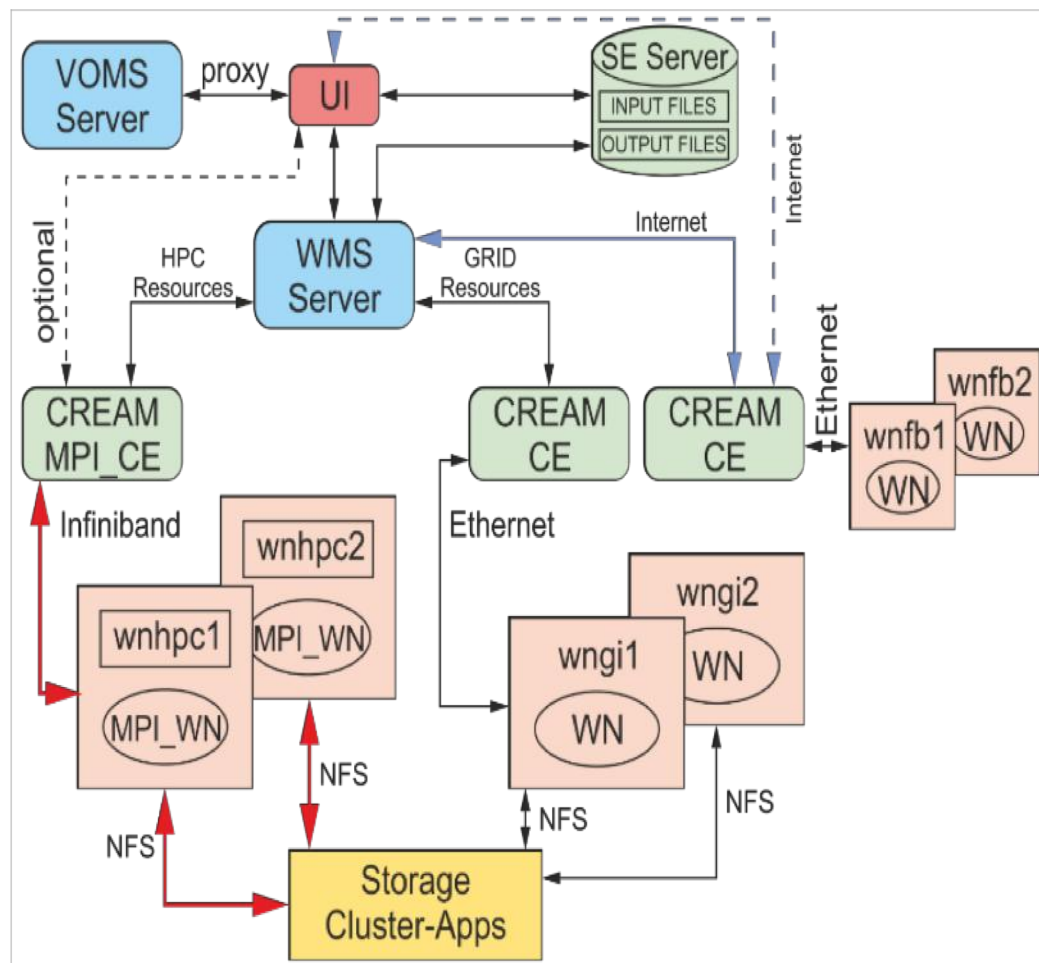 VOMS
Server
proxy
UI
SE Server
INPUT FILES
OUTPUT FILES
Internet
optional
HPC
Resources
WMS
Server
GRID
Resources
Internet
CREAM
MPI_CE
CREAM
CE
CREAM
CE
Ethernet
wnfb2
WN
wnfb1
WN
Infiniband
Ethernet
wnhpc2
MPI_WN
wnhpc1
MPI_WN
wngi2
WN
wngi1
WN
NFS
NFS
NFS
NFS
Storage
Cluster-Apps